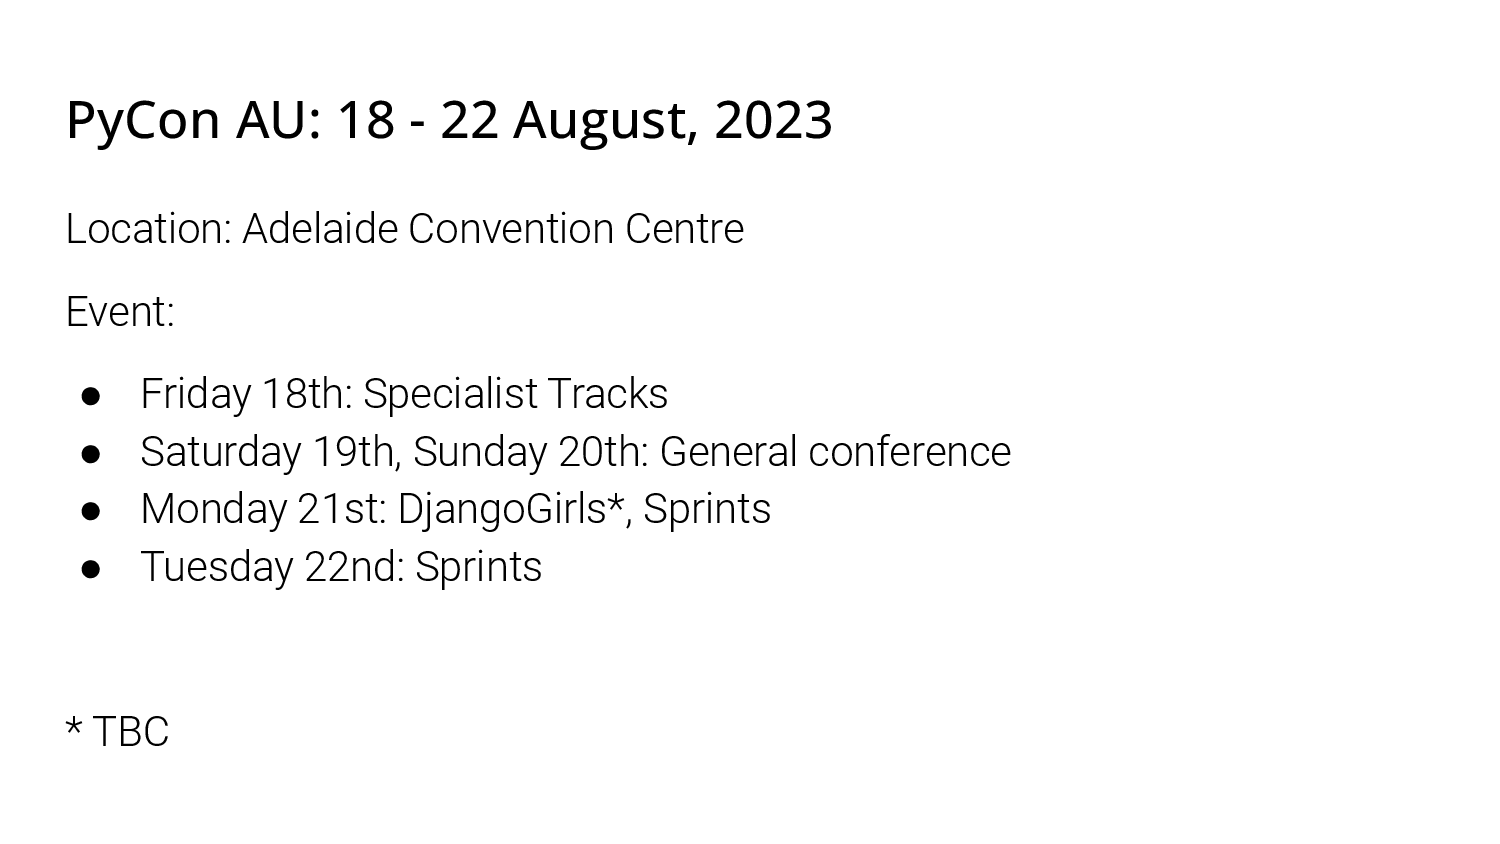 PyCon AU: 18 - 22 August, 2023
Location: Adelaide Convention Centre
Event:
● Friday 18th: Specialist Tracks
● Saturday 19th, Sunday 20th: General conference
● Monday 21st: DjangoGirls*, Sprints
● Tuesday 22nd: Sprints
* TBC